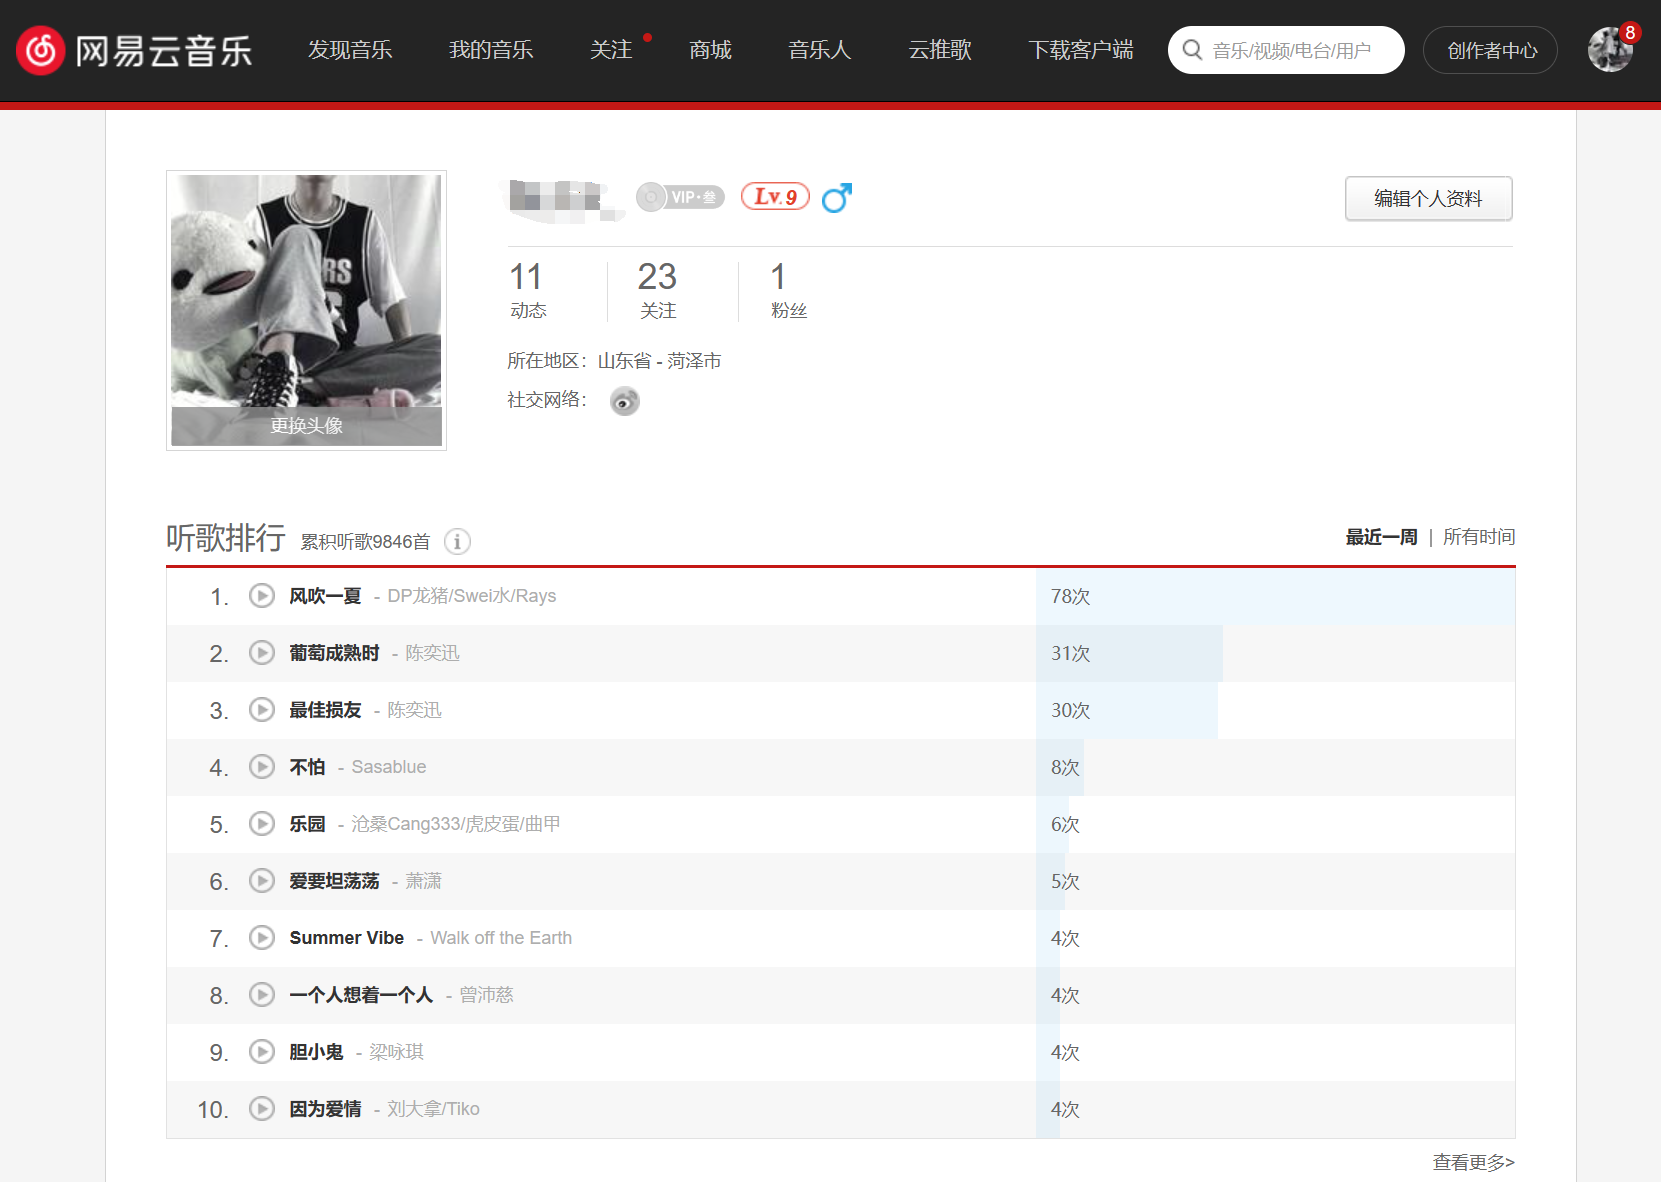 网易云音乐 发现音乐 我的音乐 关注 商城 音乐人 云推歌 下载客户端 音乐/视频/电台/用户 创作者中心 8
VIP·叁 Lv.9 编辑个人资料
11 23 1
动态 关注 粉丝
所在地区：山东省 - 菏泽市
社交网络：
RS
更换头像
听歌排行 累积听歌9846首 i 最近一周 | 所有时间
1. 风吹一夏 - DP龙猪/Swei水/Rays 78次
2. 葡萄成熟时 - 陈奕迅 31次
3. 最佳损友 - 陈奕迅 30次
4. 不怕 - Sasablue 8次
5. 乐园 - 沧桑Cang333/虎皮蛋/曲甲 6次
6. 爱要坦荡荡 - 萧潇 5次
7. Summer Vibe - Walk off the Earth 4次
8. 一个人想着一个人 - 曾沛慈 4次
9. 胆小鬼 - 梁咏琪 4次
10. 因为爱情 - 刘大拿/Tiko 4次
查看更多>